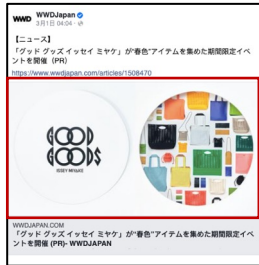 WWD WWDJapan
3月1日 04:04
【ニュース】
「グッド グッズ イッセイ ミヤケ」が“春色”アイテムを集めた期間限定イベ
ントを開催（PR）
https://www.wwdjapan.com/articles/1508470
GOOD
GOODS
ISSEY MIYAKE
WWDJAPAN.COM
「グッド グッズ イッセイ ミヤケ」が“春色”アイテムを集めた期間限定イベ
ントを開催 (PR)- WWDJAPAN